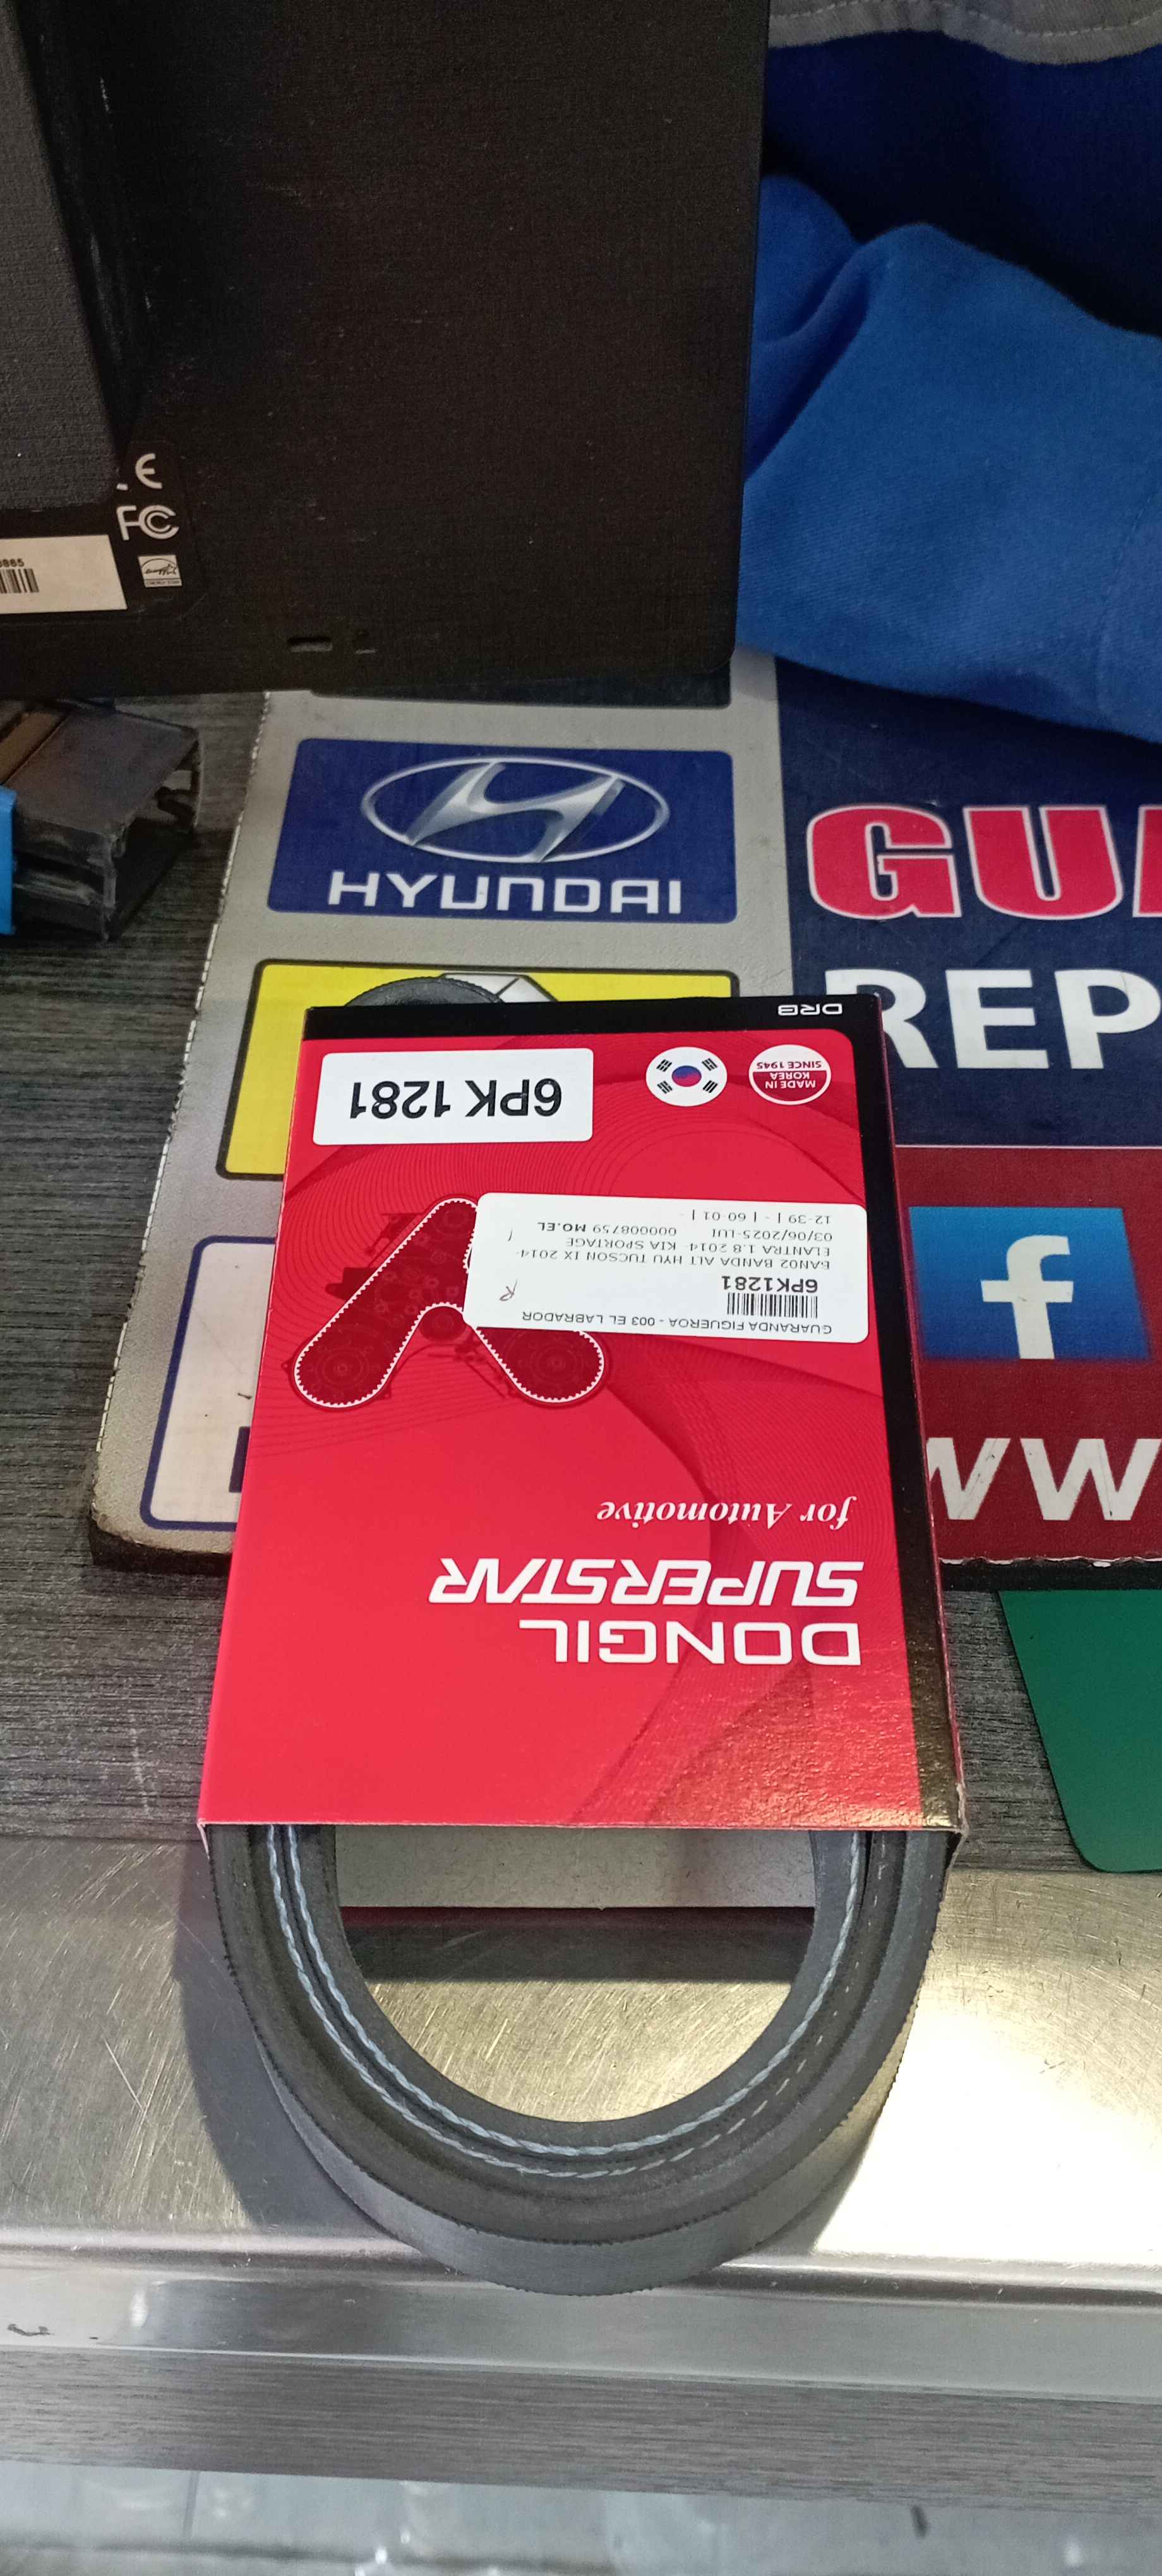 CE
FC
HYUNDAI
GU
REP
f
WW
DRB
6PK 1281
MADE IN
KOREA
SINCE 1945
GUARANDA FIGUEROA - 003 EL LABRADOR
6PK1281
BAN02 BANDA ALT HYU TUCSON IX 2014-
ELANTRA 1.8 2014- KIA SPORTAGE
03/06/2025-LUI 000008759 MO.EL
12-39 | - | 60-01 |
for Automotive
DONGIL
SUPERSTAR